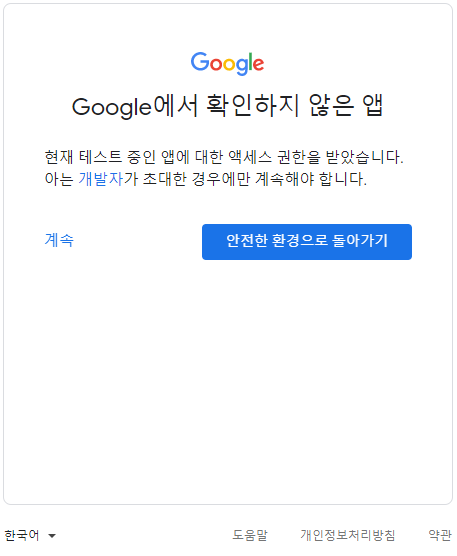 Google
Google에서 확인하지 않은 앱
현재 테스트 중인 앱에 대한 액세스 권한을 받았습니다.
아는 개발자가 초대한 경우에만 계속해야 합니다.
계속
안전한 환경으로 돌아가기
한국어
도움말
개인정보처리방침
약관